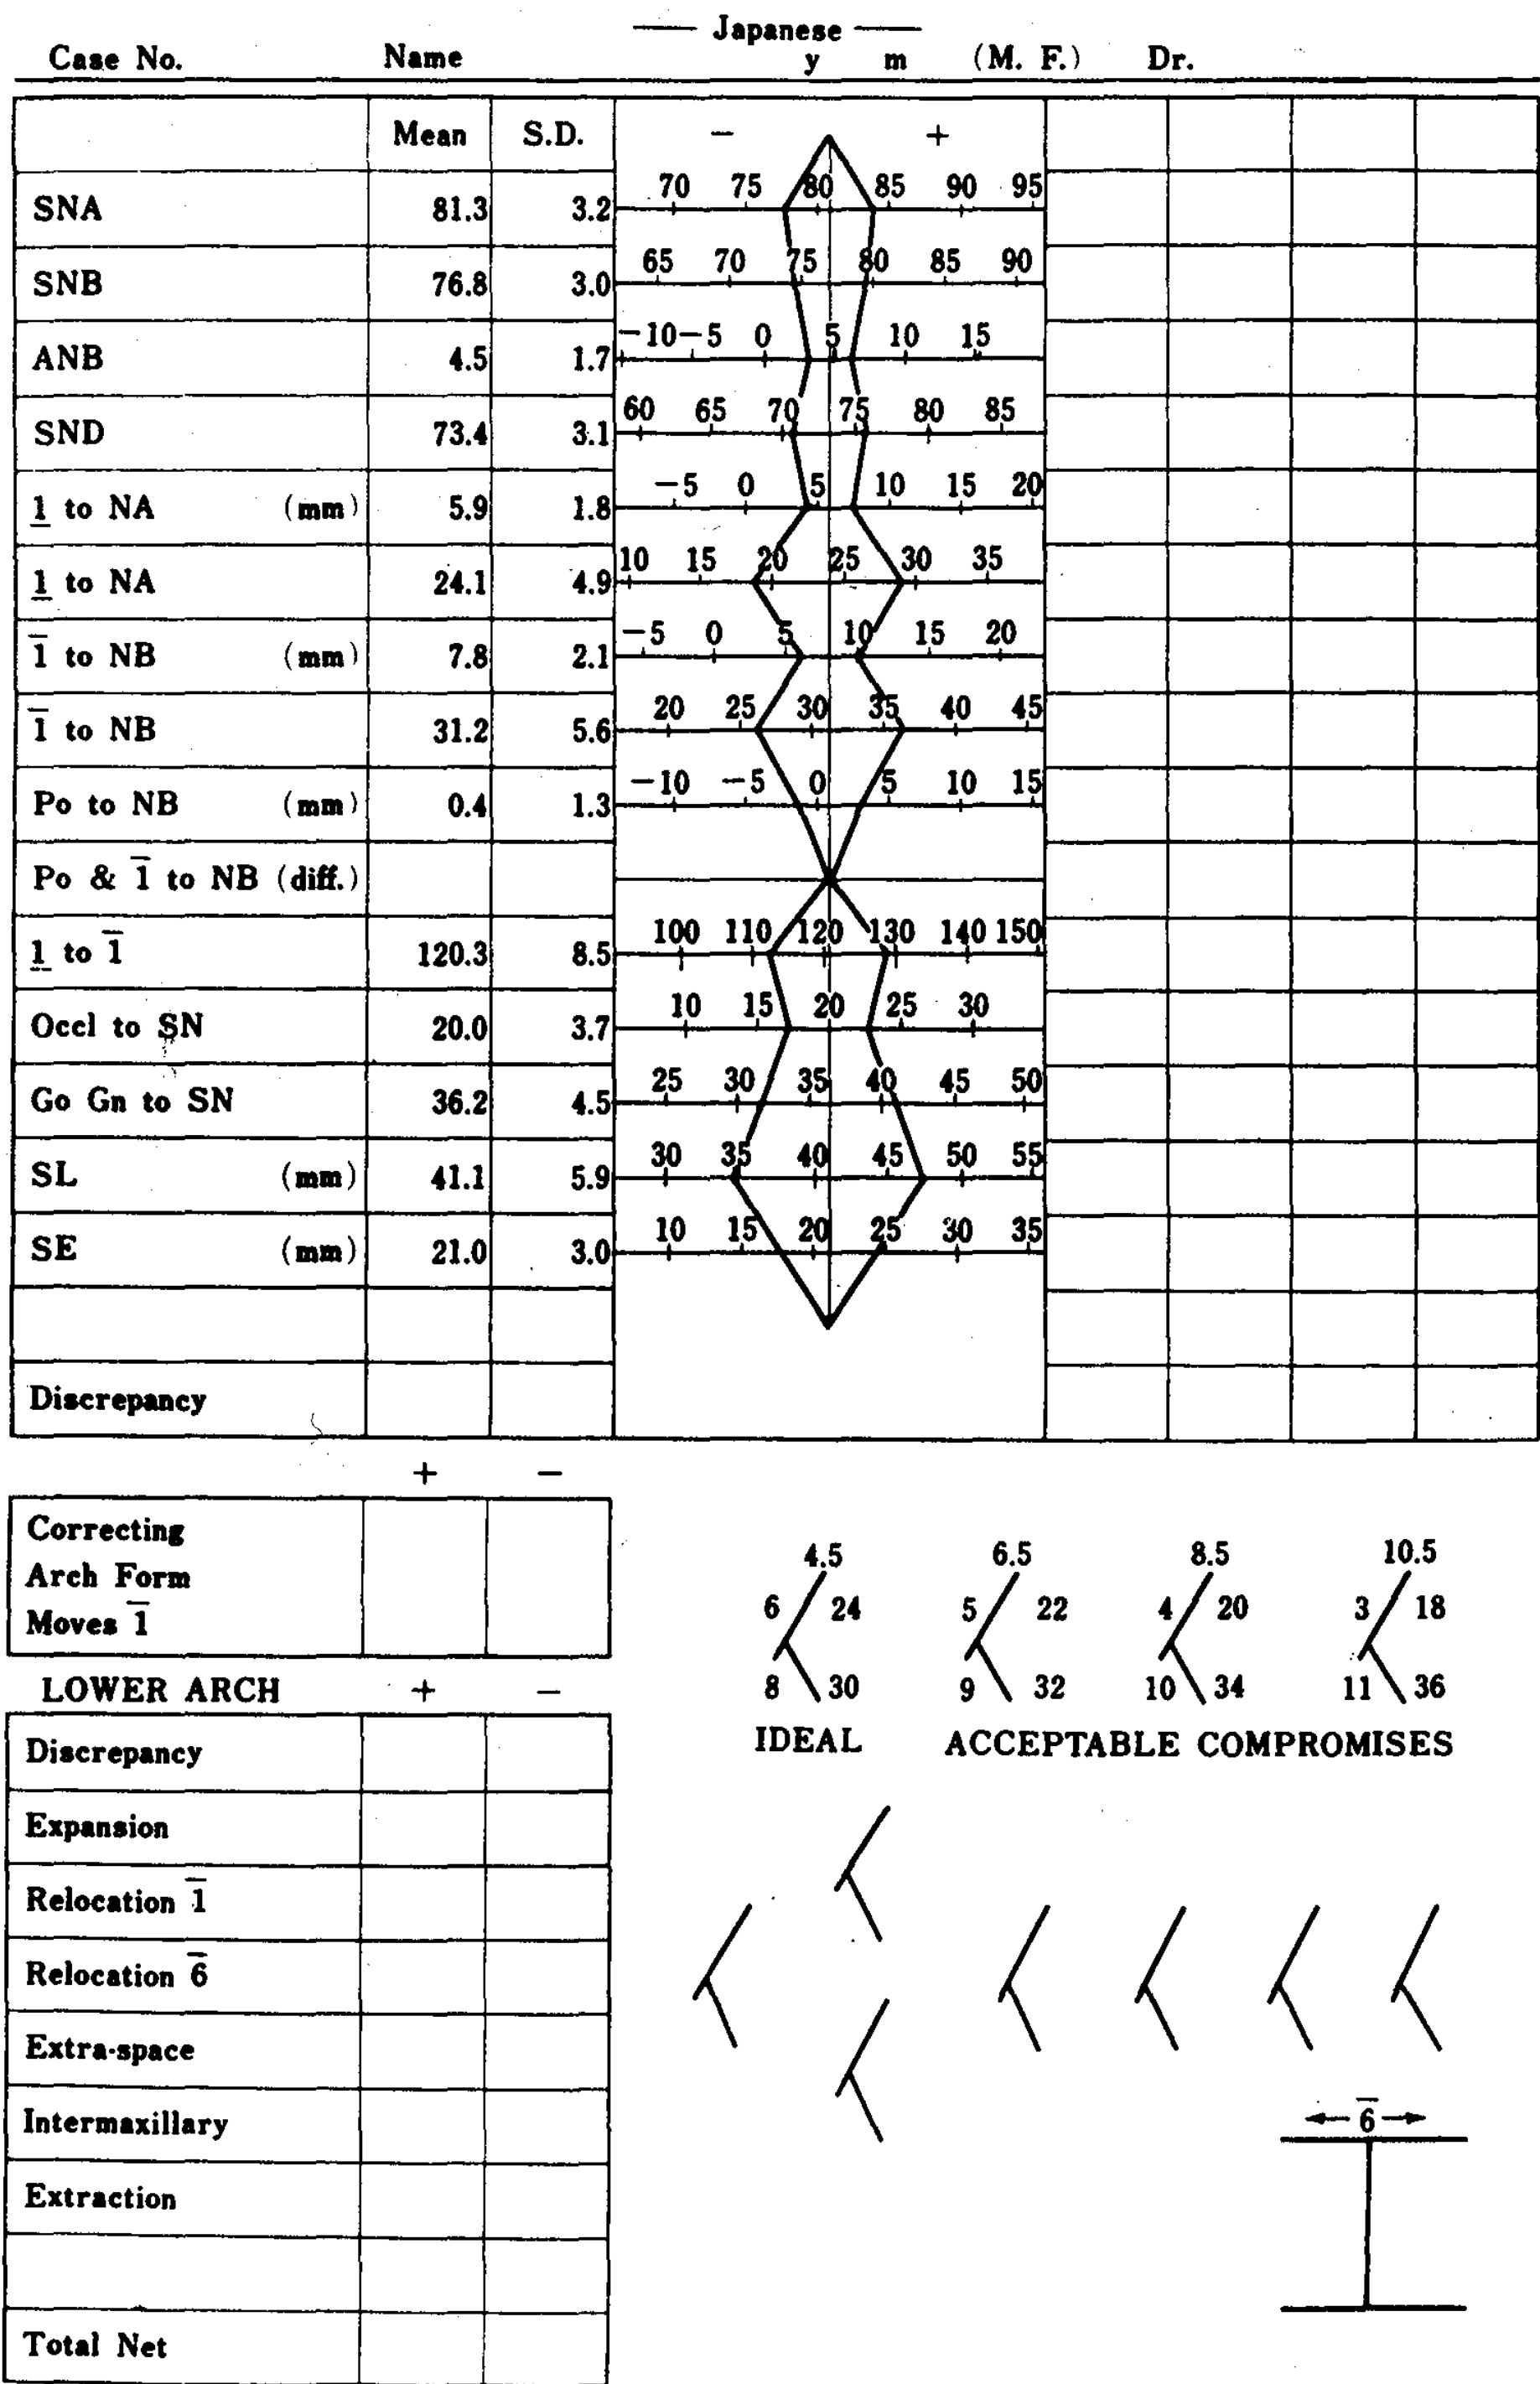 — Japanese —
Case No. Name y m (M. F.) Dr.
Mean S.D. − +
70 75 80 85 90 95
SNA 81.3 3.2
65 70 75 80 85 90
SNB 76.8 3.0
−10 −5 0 5 10 15
ANB 4.5 1.7
60 65 70 75 80 85
SND 73.4 3.1
−5 0 5 10 15 20
1̲ to NA (mm) 5.9 1.8
10 15 20 25 30 35
1̲ to NA 24.1 4.9
−5 0 5 10 15 20
1̅ to NB (mm) 7.8 2.1
20 25 30 35 40 45
1̅ to NB 31.2 5.6
−10 −5 0 5 10 15
Po to NB (mm) 0.4 1.3
Po & 1̅ to NB (diff.)
100 110 120 130 140 150
1̲ to 1̅ 120.3 8.5
10 15 20 25 30
Occl to SN 20.0 3.7
25 30 35 40 45 50
Go Gn to SN 36.2 4.5
30 35 40 45 50 55
SL (mm) 41.1 5.9
10 15 20 25 30 35
SE (mm) 21.0 3.0
Discrepancy
+ −
Correcting
Arch Form
Moves 1̅
4.5 6.5 8.5 10.5
6 24 5 22 4 20 3 18
8 30 9 32 10 34 11 36
IDEAL ACCEPTABLE COMPROMISES
LOWER ARCH + −
Discrepancy
Expansion
Relocation 1̅
Relocation 6̅
Extra-space
Intermaxillary
Extraction
Total Net
← 6̅ →